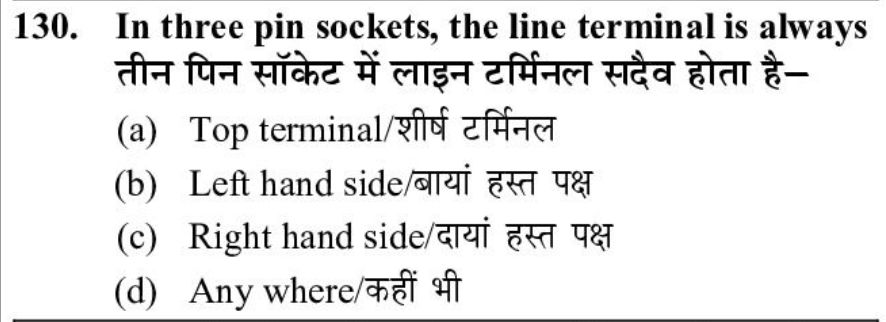 130. In three pin sockets, the line terminal is always
तीन पिन सॉकेट में लाइन टर्मिनल सदैव होता है–
(a) Top terminal/शीर्ष टर्मिनल
(b) Left hand side/बायां हस्त पक्ष
(c) Right hand side/दायां हस्त पक्ष
(d) Any where/कहीं भी